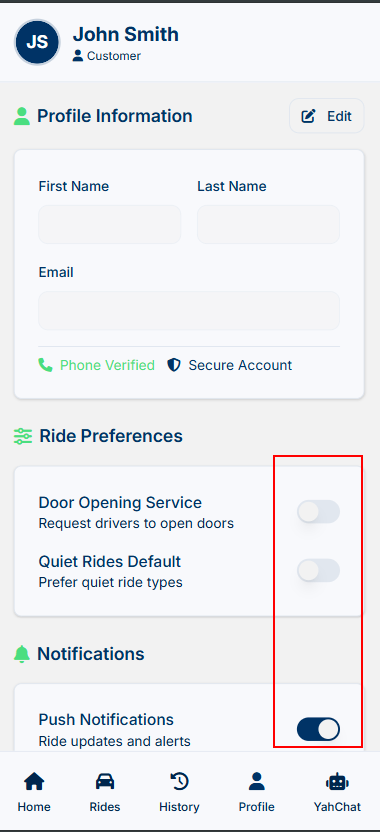 JS
John Smith
Customer
Profile Information
Edit
First Name
Last Name
Email
Phone Verified
Secure Account
Ride Preferences
Door Opening Service
Request drivers to open doors
Quiet Rides Default
Prefer quiet ride types
Notifications
Push Notifications
Ride updates and alerts
Home
Rides
History
Profile
YahChat